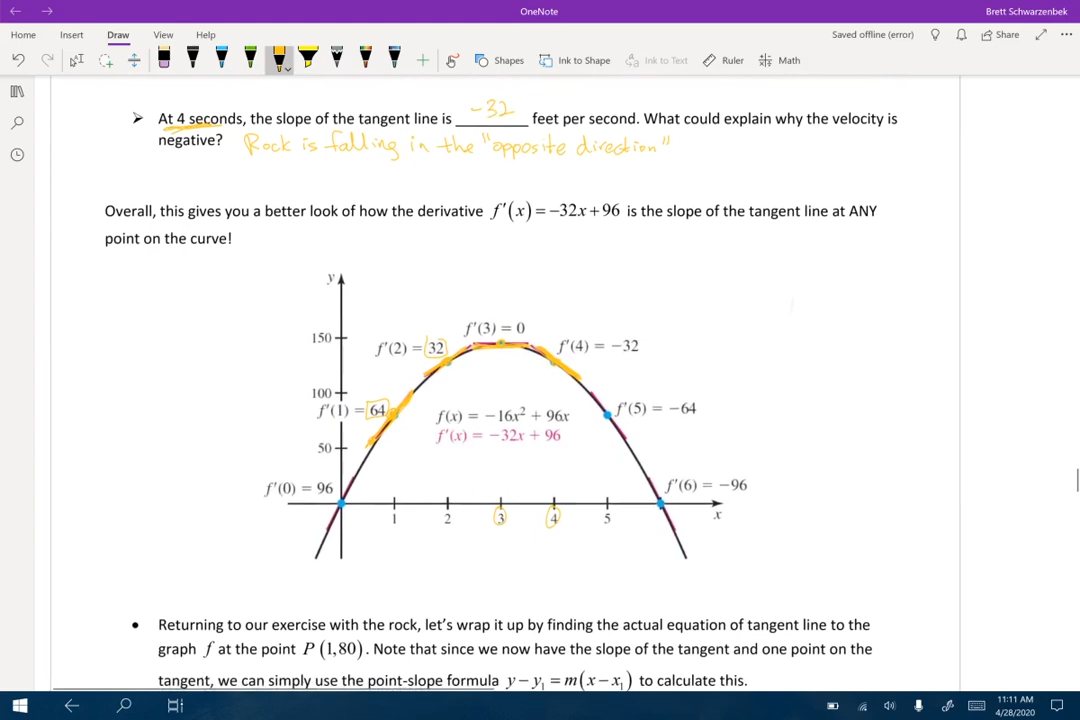 OneNote
Brett Schwarzenbek
Home Insert Draw View Help
Saved offline (error) Share
Shapes Ink to Shape Ink to Text Ruler Math
-32
➤ At 4 seconds, the slope of the tangent line is ________ feet per second. What could explain why the velocity is
negative? Rock is falling in the "opposite direction"
Overall, this gives you a better look of how the derivative f′(x) = −32x + 96 is the slope of the tangent line at ANY
point on the curve!
y
f′(3) = 0
150
f′(2) = 32 f′(4) = −32
100
f′(1) = 64 f(x) = −16x² + 96x f′(5) = −64
f′(x) = −32x + 96
50
f′(0) = 96 f′(6) = −96
1 2 3 4 5 x
• Returning to our exercise with the rock, let's wrap it up by finding the actual equation of tangent line to the
graph f at the point P (1,80). Note that since we now have the slope of the tangent and one point on the
tangent, we can simply use the point-slope formula y − y₁ = m(x − x₁) to calculate this.
11:11 AM
4/28/2020